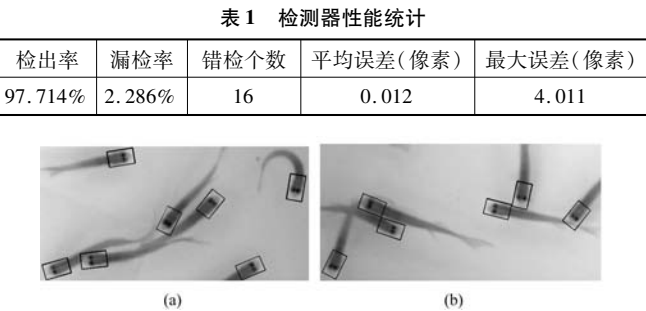 表1 检测器性能统计
检出率 漏检率 错检个数 平均误差(像素) 最大误差(像素)
97.714% 2.286% 16 0.012 4.011
(a) (b)